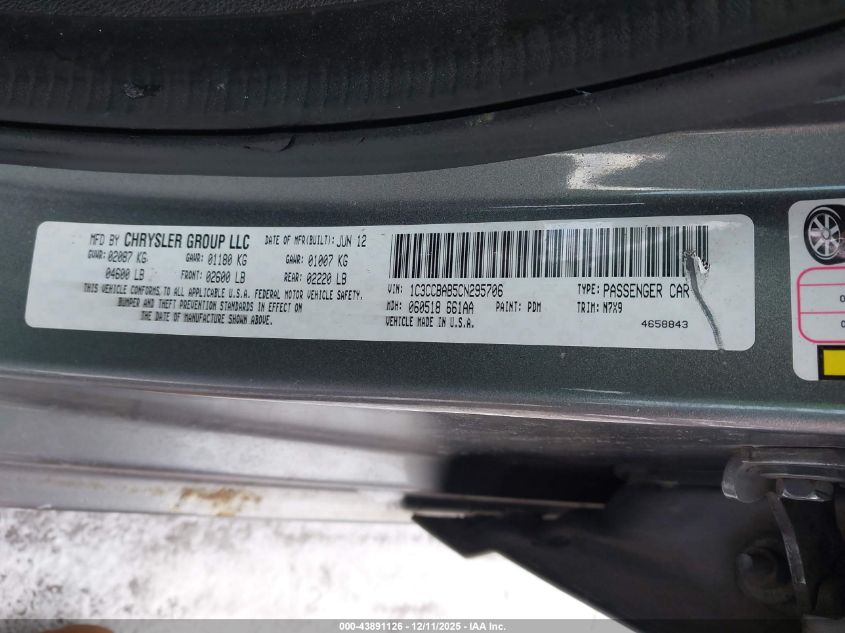 MFD BY CHRYSLER GROUP LLC DATE OF MFR(BUILT): JUN 12
GVWR: 02087 KG GAWR: 01180 KG GAWR: 01007 KG
04600 LB FRONT: 02600 LB REAR: 02220 LB
THIS VEHICLE CONFORMS TO ALL APPLICABLE U.S.A. FEDERAL MOTOR VEHICLE SAFETY,
BUMPER AND THEFT PREVENTION STANDARDS IN EFFECT ON THE
DATE OF MANUFACTURE SHOWN ABOVE.
VIN: 1C3CCBAB5CN295706 TYPE: PASSENGER CAR
MDH: 060518 661AA PAINT: PDM TRIM: N7X9
VEHICLE MADE IN U.S.A.
4658843
000-43891126 - 12/11/2025 - IAA Inc.